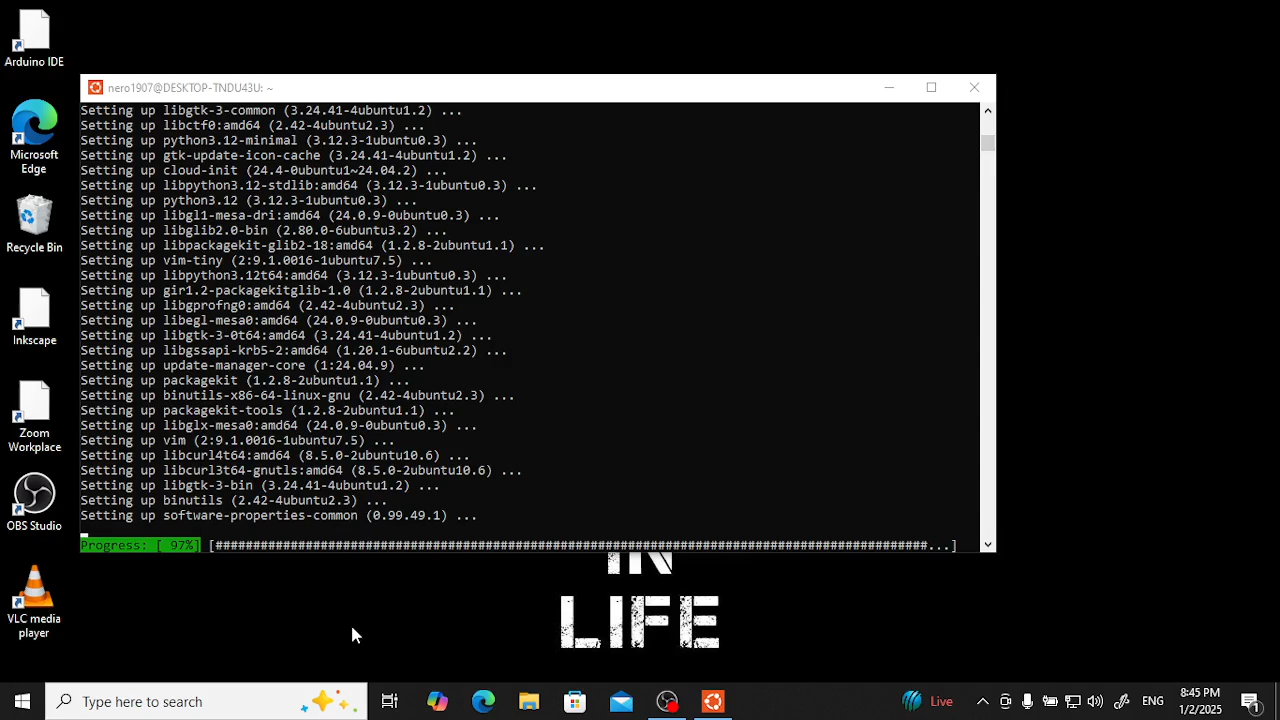 Arduino IDE
Microsoft
Edge
Recycle Bin
Inkscape
Zoom
Workplace
OBS Studio
VLC media
player
nero1907@DESKTOP-TNDU43U: ~
Setting up libgtk-3-common (3.24.41-4ubuntu1.2) ...
Setting up libctf0:amd64 (2.42-4ubuntu2.3) ...
Setting up python3.12-minimal (3.12.3-1ubuntu0.3) ...
Setting up gtk-update-icon-cache (3.24.41-4ubuntu1.2) ...
Setting up cloud-init (24.4-0ubuntu1~24.04.2) ...
Setting up libpython3.12-stdlib:amd64 (3.12.3-1ubuntu0.3) ...
Setting up python3.12 (3.12.3-1ubuntu0.3) ...
Setting up libgl1-mesa-dri:amd64 (24.0.9-0ubuntu0.3) ...
Setting up libglib2.0-bin (2.80.0-6ubuntu3.2) ...
Setting up libpackagekit-glib2-18:amd64 (1.2.8-2ubuntu1.1) ...
Setting up vim-tiny (2:9.1.0016-1ubuntu7.5) ...
Setting up libpython3.12t64:amd64 (3.12.3-1ubuntu0.3) ...
Setting up gir1.2-packagekitglib-1.0 (1.2.8-2ubuntu1.1) ...
Setting up libgprofng0:amd64 (2.42-4ubuntu2.3) ...
Setting up libegl-mesa0:amd64 (24.0.9-0ubuntu0.3) ...
Setting up libgtk-3-0t64:amd64 (3.24.41-4ubuntu1.2) ...
Setting up libgssapi-krb5-2:amd64 (1.20.1-6ubuntu2.2) ...
Setting up update-manager-core (1:24.04.9) ...
Setting up packagekit (1.2.8-2ubuntu1.1) ...
Setting up binutils-x86-64-linux-gnu (2.42-4ubuntu2.3) ...
Setting up packagekit-tools (1.2.8-2ubuntu1.1) ...
Setting up libglx-mesa0:amd64 (24.0.9-0ubuntu0.3) ...
Setting up vim (2:9.1.0016-1ubuntu7.5) ...
Setting up libcurl4t64:amd64 (8.5.0-2ubuntu10.6) ...
Setting up libcurl3t64-gnutls:amd64 (8.5.0-2ubuntu10.6) ...
Setting up libgtk-3-bin (3.24.41-4ubuntu1.2) ...
Setting up binutils (2.42-4ubuntu2.3) ...
Setting up software-properties-common (0.99.49.1) ...
Progress: [ 97%] [###############################################################################################...]
IN
LIFE
Type here to search
Live
ENG
8:45 PM
1/2/2025
1